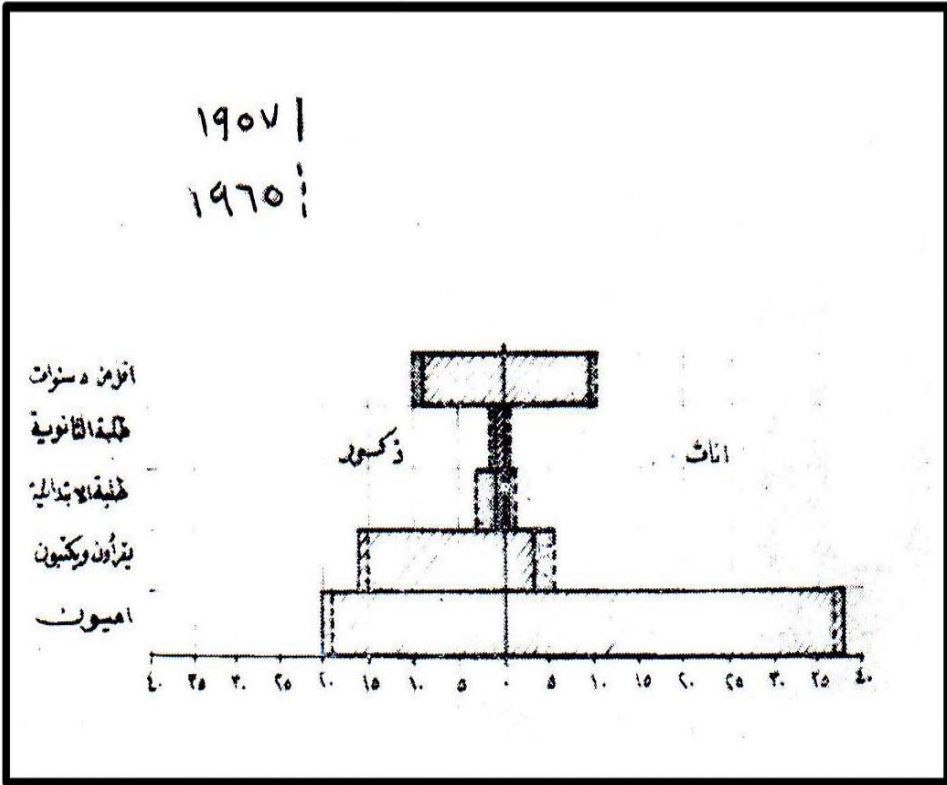 ١٩٥٧
١٩٦٥
اقل من ٥ سنوات
طلبة الثانوية
ذكور
اناث
طلبة الابتدائية
يقرأون ويكتبون
اميون
٤٠ ٣٥ ٣٠ ٢٥ ٢٠ ١٥ ١٠ ٥ ٠ ٥ ١٠ ١٥ ٢٠ ٢٥ ٣٠ ٣٥ ٤٠